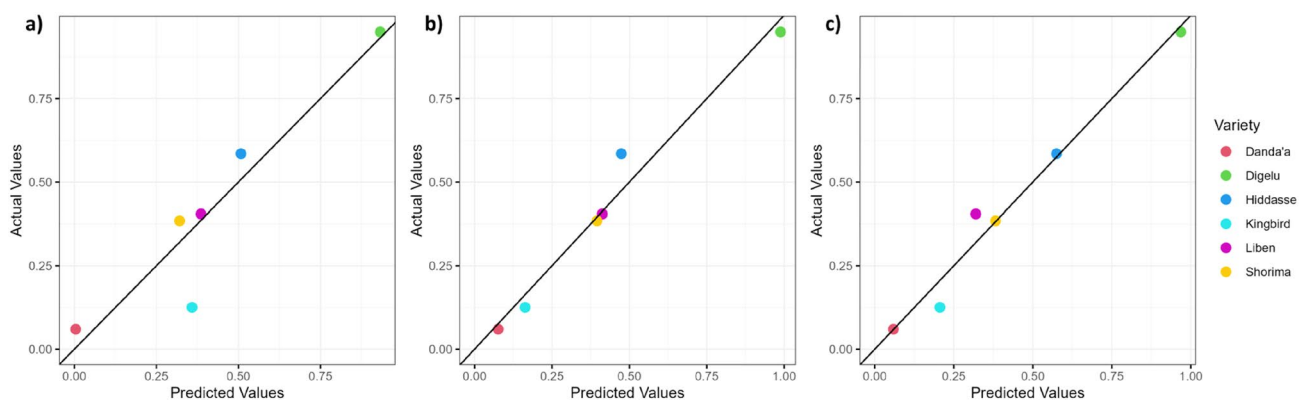 a)
Actual Values
0.75
0.50
0.25
0.00
0.00 0.25 0.50 0.75
Predicted Values
b)
Actual Values
0.75
0.50
0.25
0.00
0.00 0.25 0.50 0.75 1.00
Predicted Values
c)
Actual Values
0.75
0.50
0.25
0.00
0.00 0.25 0.50 0.75 1.00
Predicted Values
Variety
Danda'a
Digelu
Hiddasse
Kingbird
Liben
Shorima